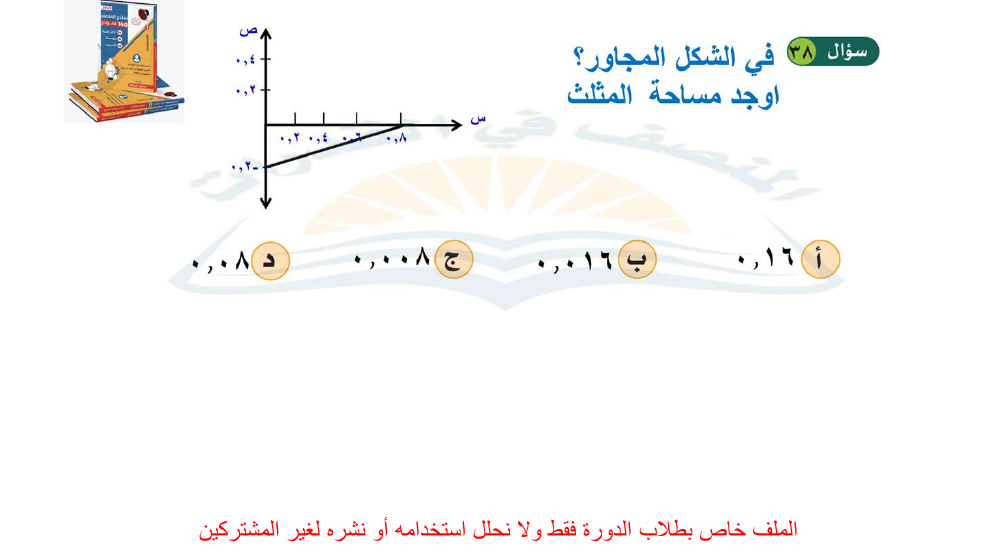 سؤال ٣٨
في الشكل المجاور؟
اوجد مساحة المثلث
ص
٠,٤
٠,٢
س
٠,٢ ٠,٤ ٠,٦ ٠,٨
-٠,٢
أ ٠,١٦
ب ٠,٠١٦
ج ٠,٠٠٨
د ٠,٠٨
الملف خاص بطلاب الدورة فقط ولا نحلل استخدامه أو نشره لغير المشتركين